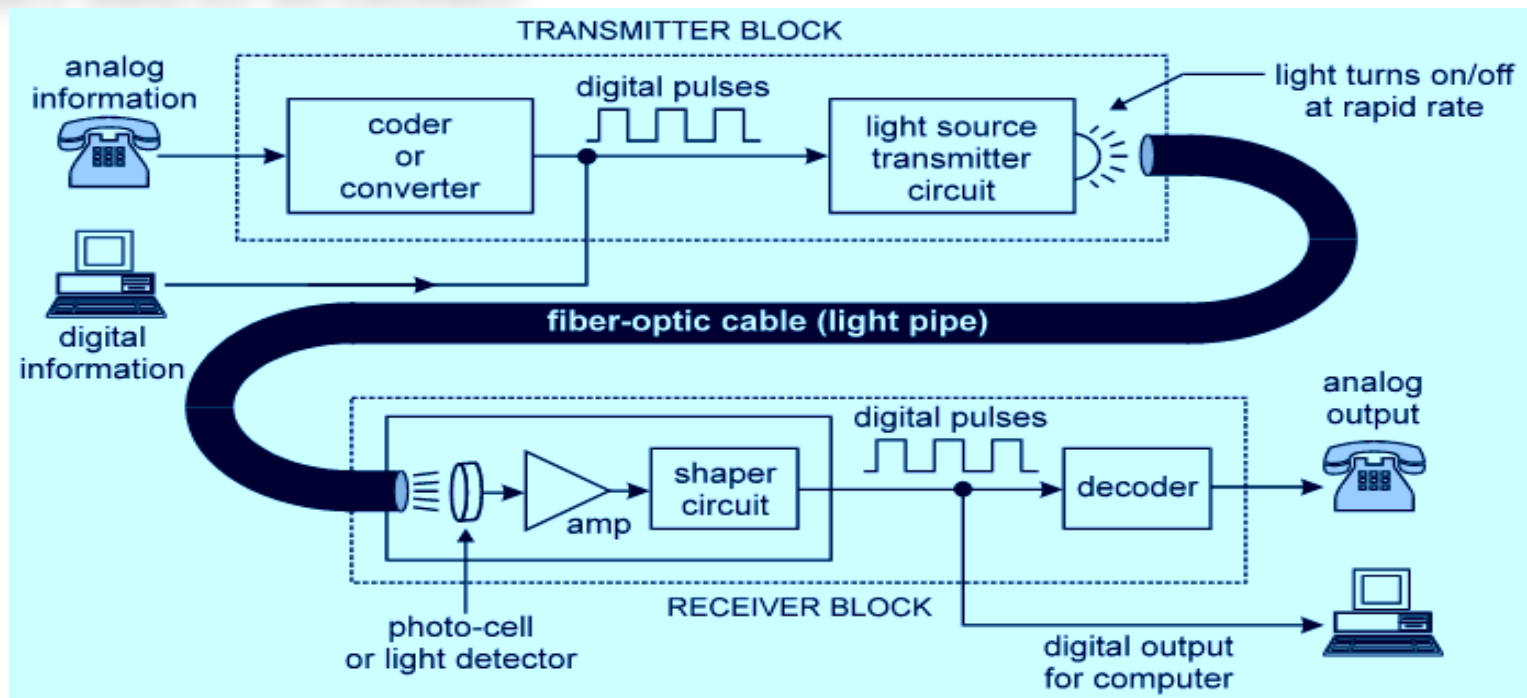 TRANSMITTER BLOCK
analog
information
coder
or
converter
digital pulses
light source
transmitter
circuit
light turns on/off
at rapid rate
digital
information
fiber-optic cable (light pipe)
digital pulses
analog
output
shaper
circuit
amp
decoder
RECEIVER BLOCK
photo-cell
or light detector
digital output
for computer